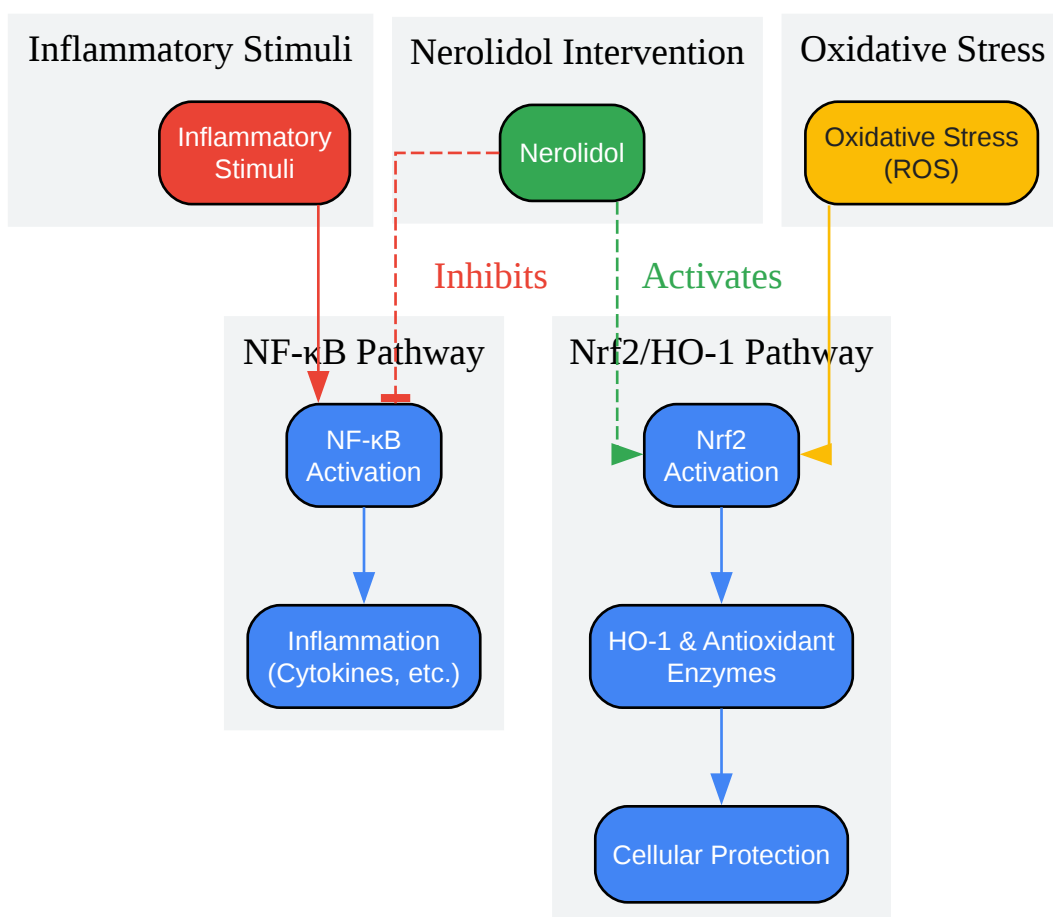 Inflammatory Stimuli
Nerolidol Intervention
Oxidative Stress
Inflammatory
Stimuli
Nerolidol
Oxidative Stress
(ROS)
Inhibits
Activates
NF-κB Pathway
Nrf2/HO-1 Pathway
NF-κB
Activation
Nrf2
Activation
Inflammation
(Cytokines, etc.)
HO-1 & Antioxidant
Enzymes
Cellular Protection